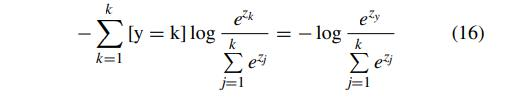 − k∑k=1 [y = k] log e^{z_k} / k∑j=1 e^{z_j} = − log e^{z_y} / k∑j=1 e^{z_j} (16)